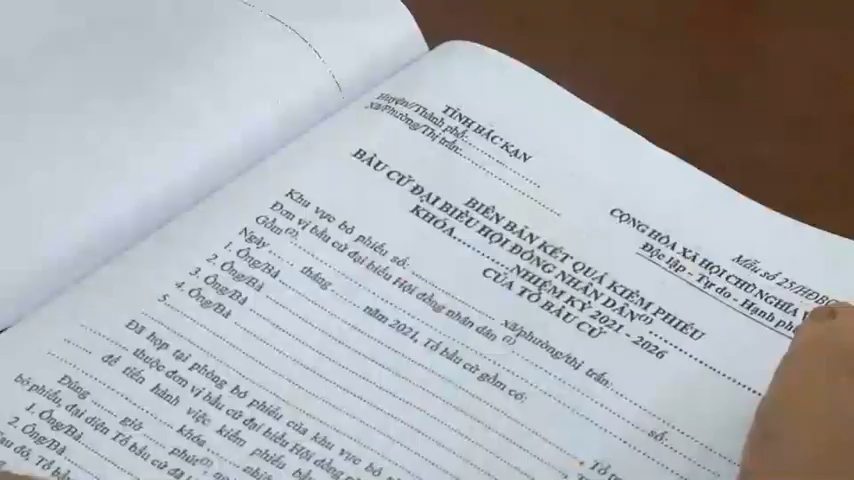 TỈNH BẮC KẠN
Huyện/Thành phố:
Xã/Phường/Thị trấn:
Mẫu số 25/HĐBC
CỘNG HÒA XÃ HỘI CHỦ NGHĨA
Độc lập - Tự do - Hạnh
BIÊN BẢN KẾT QUẢ KIỂM PHIẾU
BẦU CỬ ĐẠI BIỂU HỘI ĐỒNG NHÂN DÂN(1)
KHÓA..........NHIỆM KỲ 2021 - 2026
CỦA TỔ BẦU CỬ
Khu vực bỏ phiếu số: xã/phường/thị trấn:
Đơn vị bầu cử đại biểu Hội đồng nhân dân (1) số:
Gồm(2):
Ngày ...... tháng ...... năm 2021, Tổ bầu cử gồm có:
1. Ông/Bà
2. Ông/Bà
3. Ông/Bà
4. Ông/Bà
5.
Đã họp tại phòng bỏ phiếu của khu vực bỏ
thuộc đơn vị bầu cử đại biểu Hội đồng
để tiến hành việc kiểm phiếu
khóa
Đúng ...... giờ ...... phút(3)
bỏ phiếu, đại diện Tổ bầu cử đã
1. Ông/Bà
2. Ông/Bà